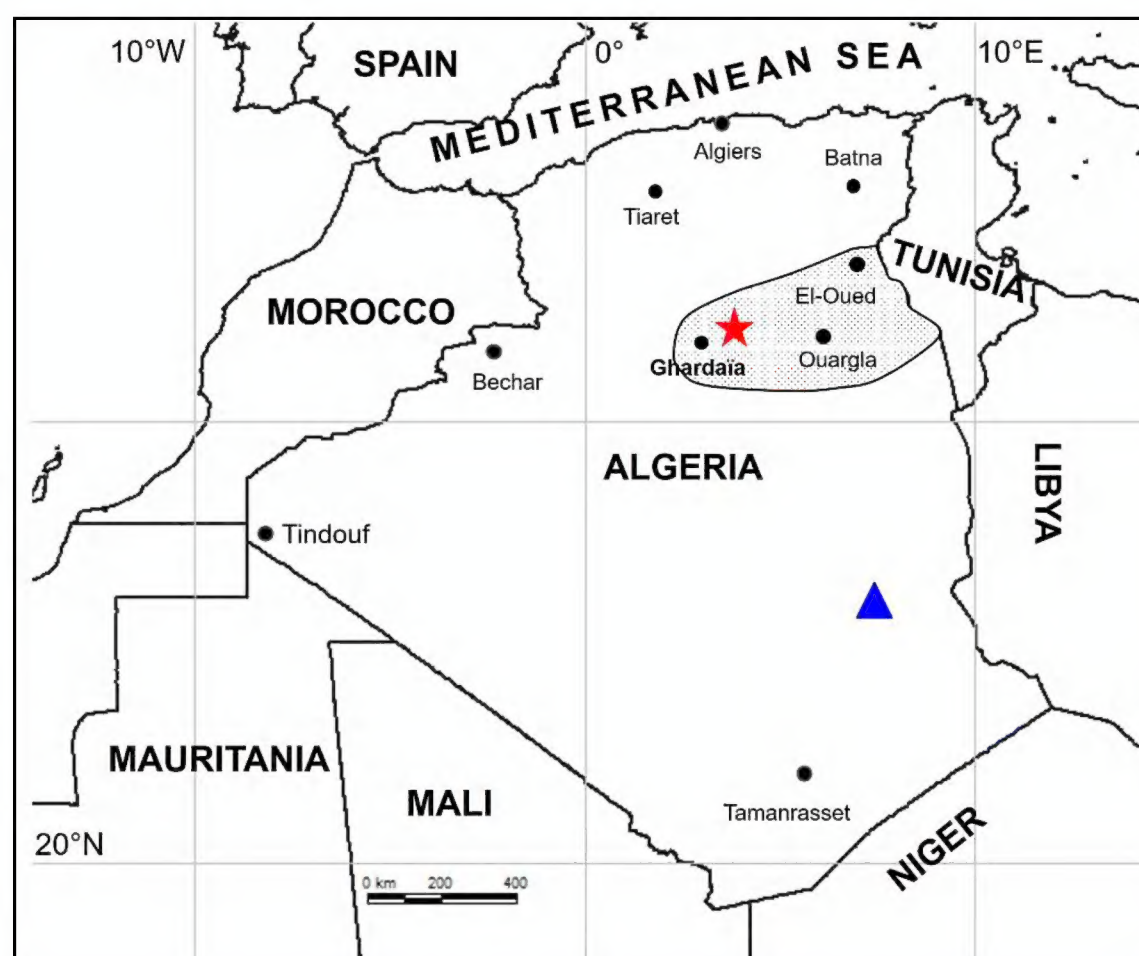 10°W
0°
10°E
SPAIN
MEDITERRANEAN SEA
Algiers
Batna
Tiaret
TUNISIA
El-Oued
MOROCCO
Ouargla
Ghardaïa
Bechar
ALGERIA
LIBYA
Tindouf
MAURITANIA
MALI
Tamanrasset
NIGER
20°N
0 km 200 400